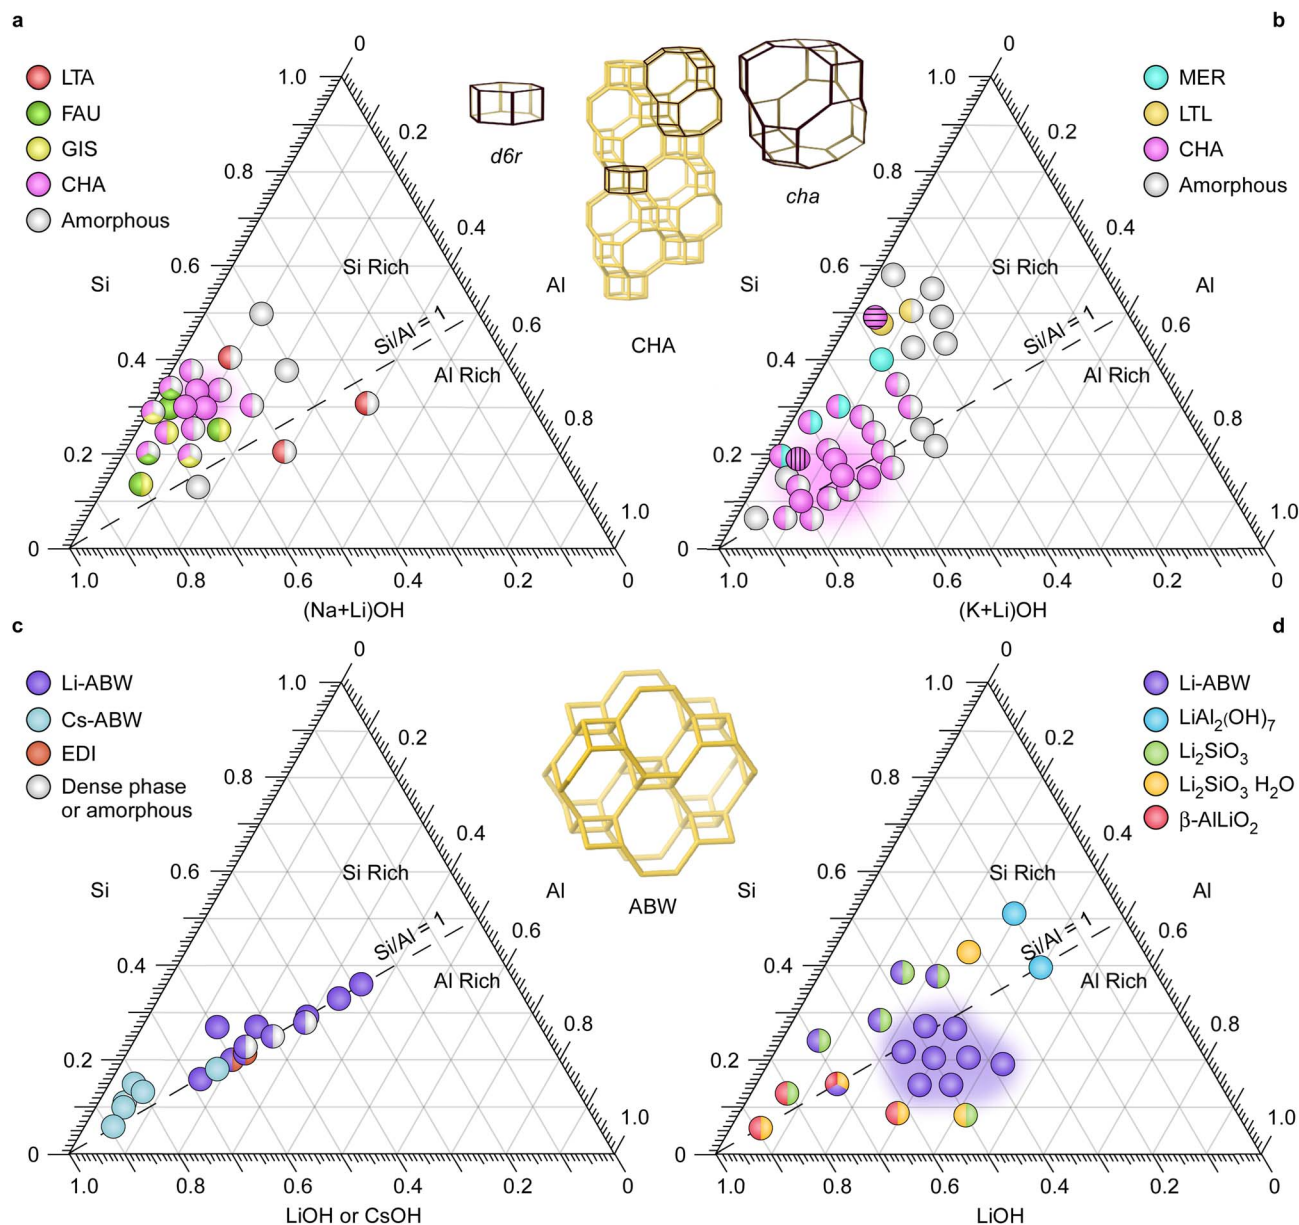 a
b
LTA
FAU
GIS
CHA
Amorphous
0
1.0
0.2
0.8
0.4
0.6
Si Rich
Si
Al
Si/Al = 1
0.6
0.4
Al Rich
0.8
0.2
1.0
0
1.0
0.8
0.6
0.4
0.2
0
(Na+Li)OH
d6r
cha
CHA
MER
LTL
CHA
Amorphous
0
1.0
0.2
0.8
0.4
0.6
Si Rich
Si
Al
Si/Al = 1
0.6
0.4
Al Rich
0.8
0.2
1.0
0
1.0
0.8
0.6
0.4
0.2
0
(K+Li)OH
c
d
Li-ABW
Cs-ABW
EDI
Dense phase
or amorphous
0
1.0
0.2
0.8
0.4
0.6
Si Rich
Si
Al
Si/Al = 1
0.6
0.4
Al Rich
0.8
0.2
1.0
0
1.0
0.8
0.6
0.4
0.2
0
LiOH or CsOH
ABW
Li-ABW
LiAl2(OH)7
Li2SiO3
Li2SiO3 H2O
β-AlLiO2
0
1.0
0.2
0.8
0.4
0.6
Si Rich
Si
Al
Si/Al = 1
0.6
0.4
Al Rich
0.8
0.2
1.0
0
1.0
0.8
0.6
0.4
0.2
0
LiOH